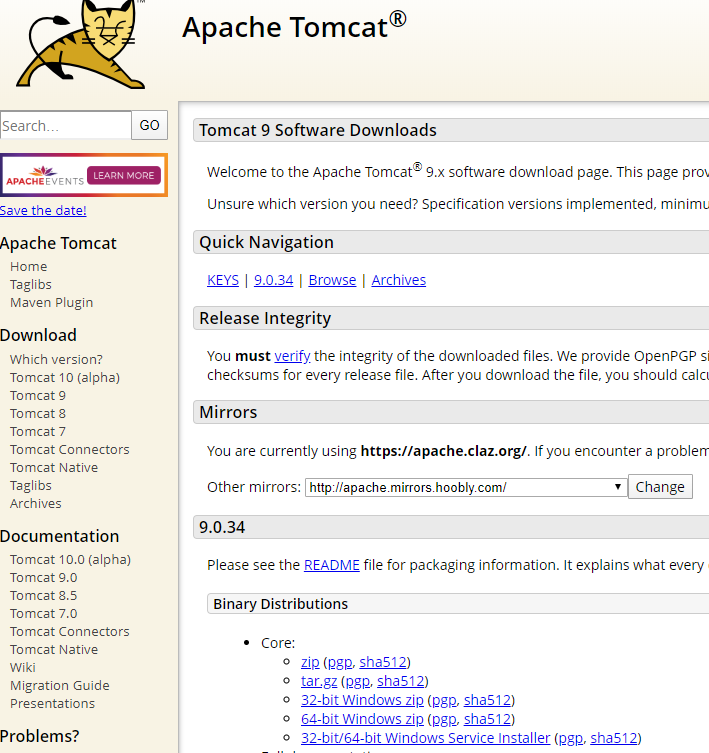 TM
Apache Tomcat®
Search...
GO
APACHEEVENTS LEARN MORE
Save the date!
Apache Tomcat
Home
Taglibs
Maven Plugin
Download
Which version?
Tomcat 10 (alpha)
Tomcat 9
Tomcat 8
Tomcat 7
Tomcat Connectors
Tomcat Native
Taglibs
Archives
Documentation
Tomcat 10.0 (alpha)
Tomcat 9.0
Tomcat 8.5
Tomcat 7.0
Tomcat Connectors
Tomcat Native
Wiki
Migration Guide
Presentations
Problems?
Tomcat 9 Software Downloads
Welcome to the Apache Tomcat® 9.x software download page. This page prov
Unsure which version you need? Specification versions implemented, minimu
Quick Navigation
KEYS | 9.0.34 | Browse | Archives
Release Integrity
You must verify the integrity of the downloaded files. We provide OpenPGP si
checksums for every release file. After you download the file, you should calcu
Mirrors
You are currently using https://apache.claz.org/. If you encounter a problem
Other mirrors: http://apache.mirrors.hoobly.com/ Change
9.0.34
Please see the README file for packaging information. It explains what every
Binary Distributions
Core:
zip (pgp, sha512)
tar.gz (pgp, sha512)
32-bit Windows zip (pgp, sha512)
64-bit Windows zip (pgp, sha512)
32-bit/64-bit Windows Service Installer (pgp, sha512)